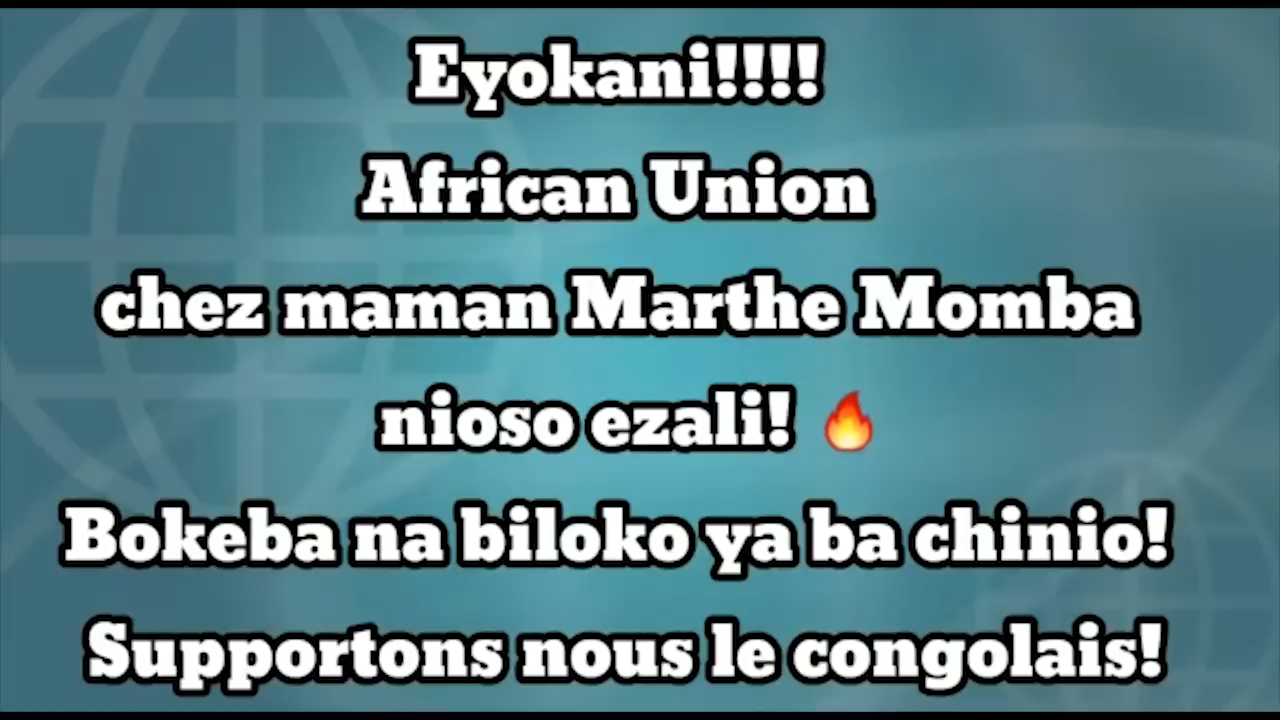 Eyokani!!!!
African Union
chez maman Marthe Momba
nioso ezali! 🔥
Bokeba na biloko ya ba chinio!
Supportons nous le congolais!